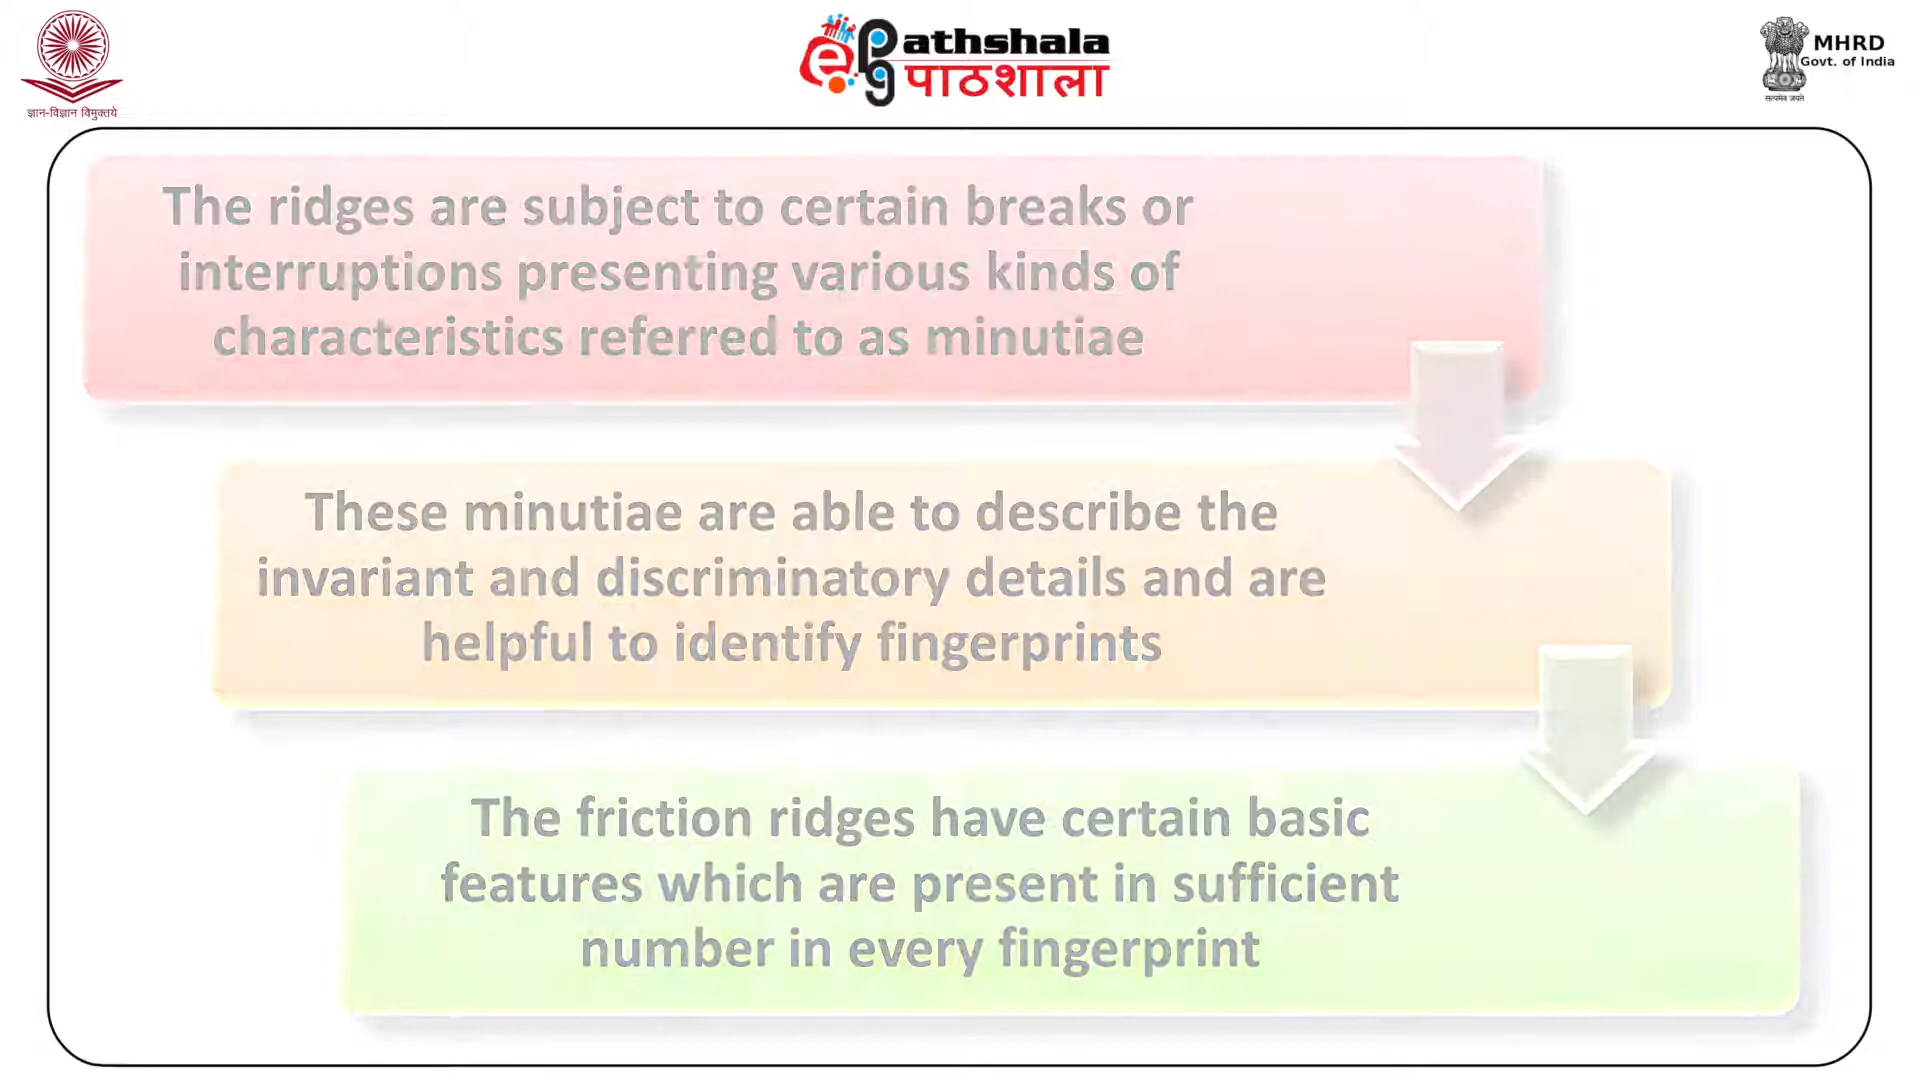 ज्ञान-विज्ञान विमुक्तये
ePg athshala
पाठशाला
MHRD
Govt. of India
सत्यमेव जयते
The ridges are subject to certain breaks or
interruptions presenting various kinds of
characteristics referred to as minutiae
These minutiae are able to describe the
invariant and discriminatory details and are
helpful to identify fingerprints
The friction ridges have certain basic
features which are present in sufficient
number in every fingerprint